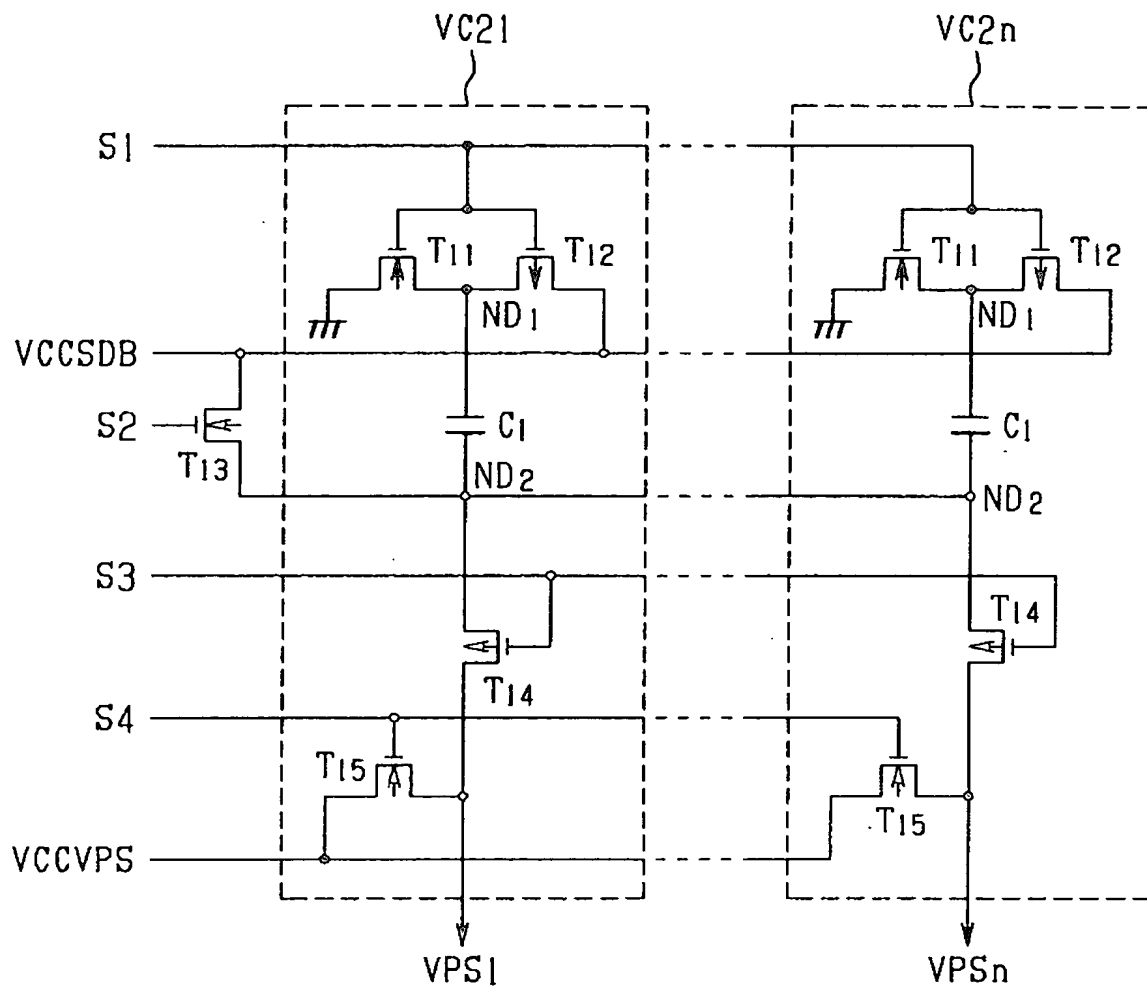 VC21 VC2n
S1
T11 T12 T11 T12
ND1 ND1
VCCSDB
S2 C1 C1
T13
ND2 ND2
S3
T14
T14
S4
T15
T15
VCCVPS
VPS1 VPSn